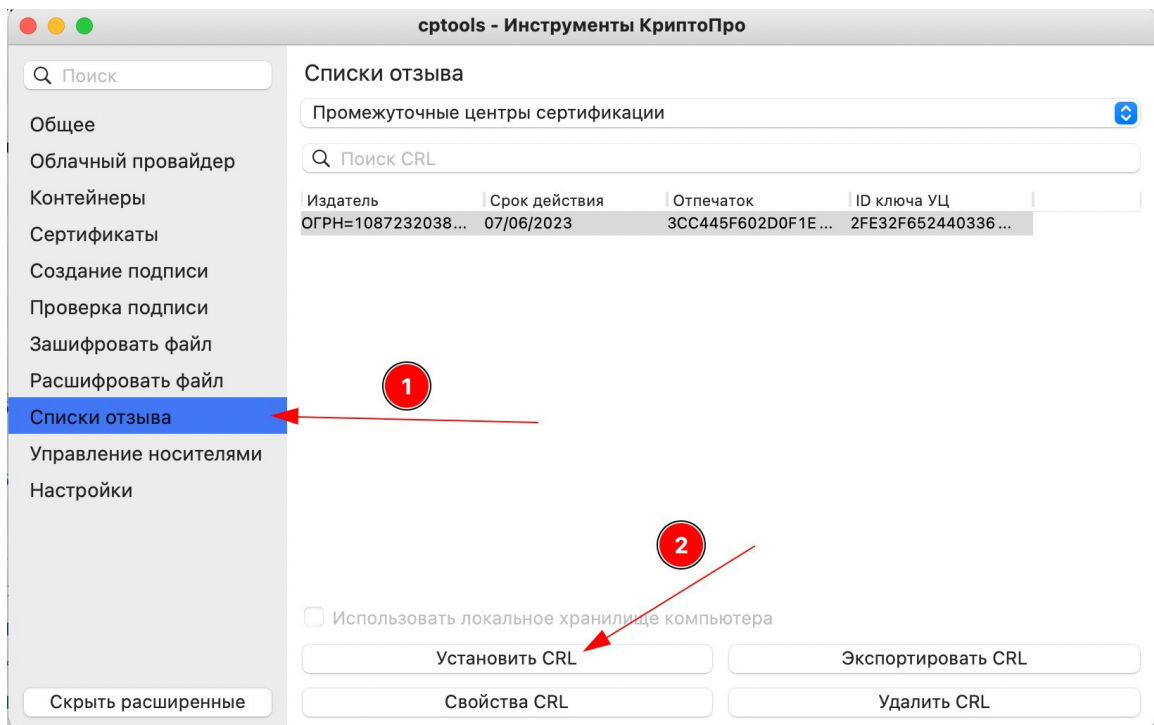 cptools - Инструменты КриптоПро
Поиск
Общее
Облачный провайдер
Контейнеры
Сертификаты
Создание подписи
Проверка подписи
Зашифровать файл
Расшифровать файл
Списки отзыва
Управление носителями
Настройки
Скрыть расширенные
Списки отзыва
Промежуточные центры сертификации
Поиск CRL
Издатель Срок действия Отпечаток ID ключа УЦ
ОГРН=1087232038... 07/06/2023 3CC445F602D0F1E... 2FE32F652440336...
1
2
Использовать локальное хранилище компьютера
Установить CRL Экспортировать CRL
Свойства CRL Удалить CRL